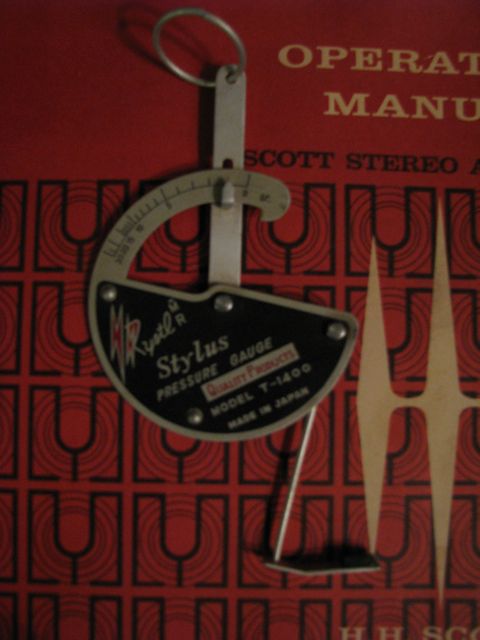 OPERAT
MANU
SCOTT STEREO A
Stylus
PRESSURE GAUGE
QUALITY PRODUCTS
MODEL T-1400
MADE IN JAPAN
H.H. SCO